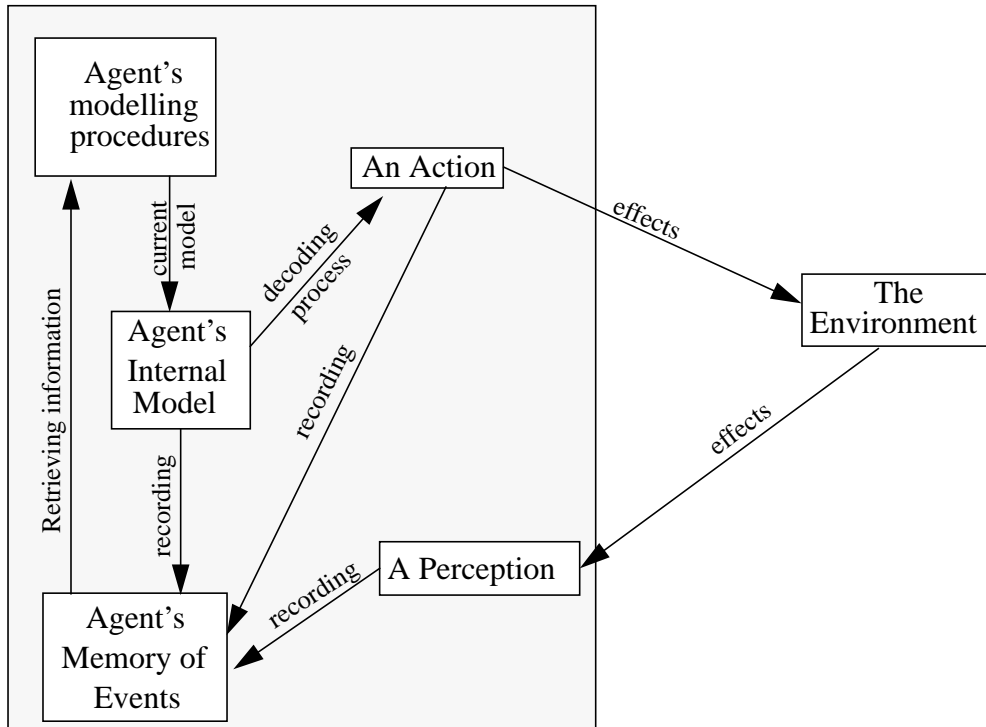 Agent's
modelling
procedures
An Action
effects
current
model
decoding
process
The
Environment
Agent's
Internal
Model
Retrieving information
recording
recording
effects
A Perception
recording
Agent's
Memory of
Events